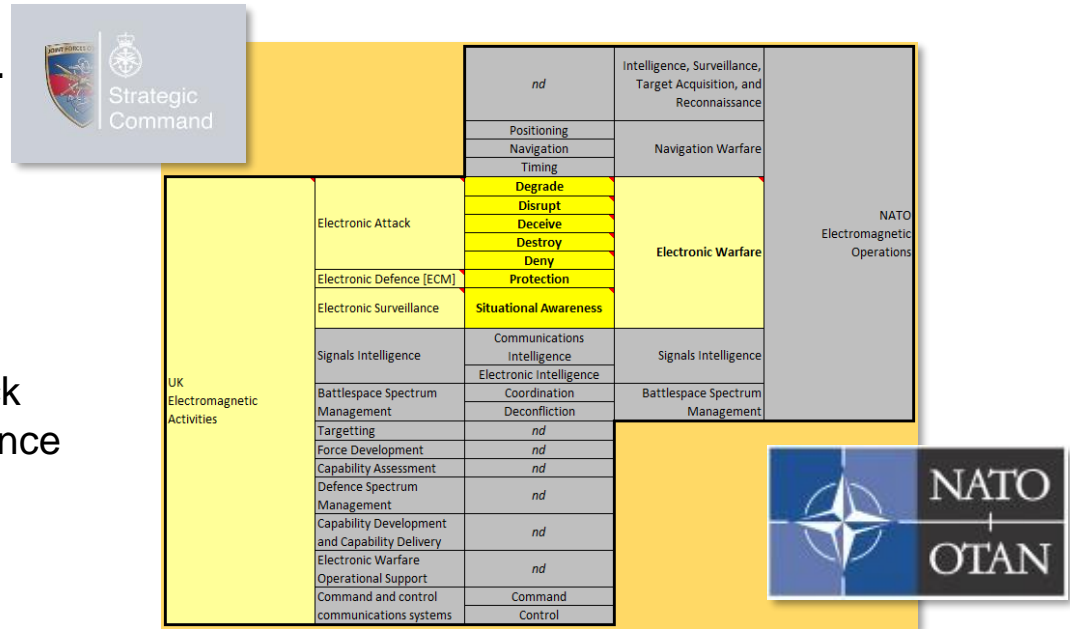 JOINT FORCES
Strategic
Command
nd
Intelligence, Surveillance,
Target Acquisition, and
Reconnaissance
Positioning
Navigation
Timing
Navigation Warfare
NATO
Electromagnetic
Operations
UK
Electromagnetic
Activities
Electronic Attack
Degrade
Disrupt
Deceive
Destroy
Deny
Electronic Warfare
Electronic Defence [ECM]
Protection
Electronic Surveillance
Situational Awareness
Signals Intelligence
Communications
Intelligence
Electronic Intelligence
Signals Intelligence
Battlespace Spectrum
Management
Coordination
Deconfliction
Battlespace Spectrum
Management
Targetting
nd
Force Development
nd
Capability Assessment
nd
Defence Spectrum
Management
nd
Capability Development
and Capability Delivery
nd
Electronic Warfare
Operational Support
nd
Command and control
communications systems
Command
Control
ck
nce
NATO
OTAN